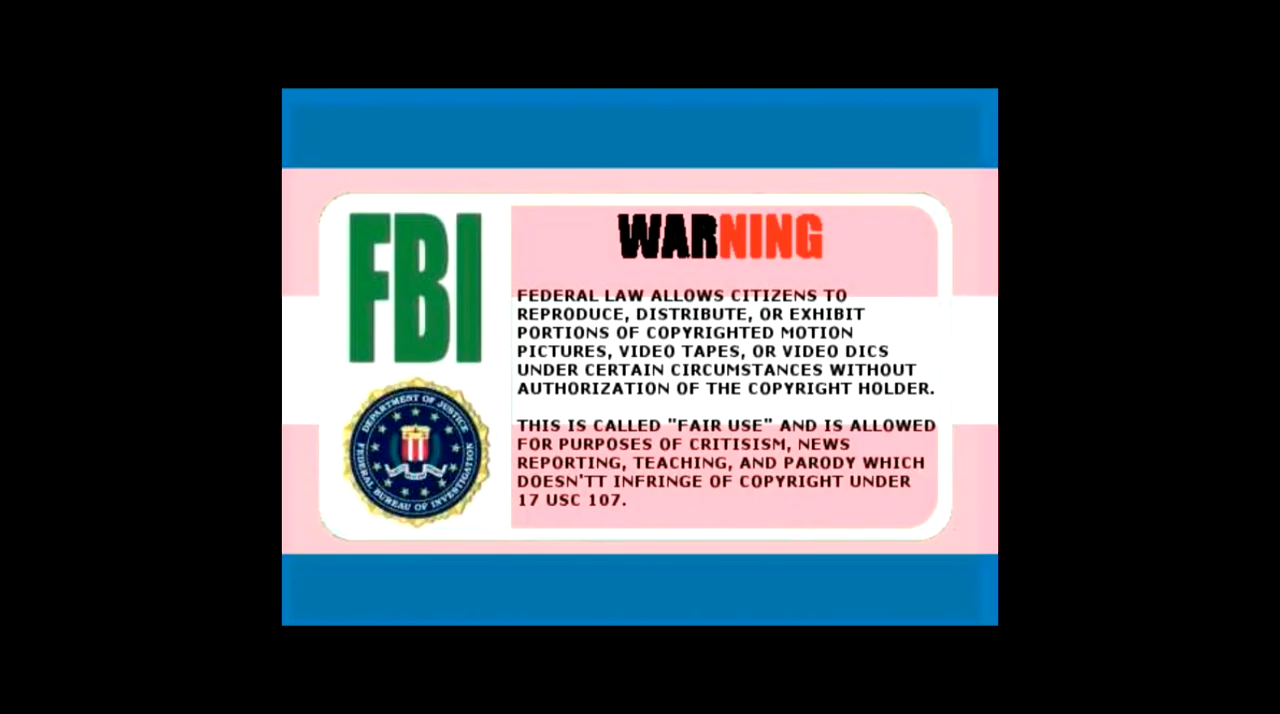 FBI
WARNING
FEDERAL LAW ALLOWS CITIZENS TO
REPRODUCE, DISTRIBUTE, OR EXHIBIT
PORTIONS OF COPYRIGHTED MOTION
PICTURES, VIDEO TAPES, OR VIDEO DICS
UNDER CERTAIN CIRCUMSTANCES WITHOUT
AUTHORIZATION OF THE COPYRIGHT HOLDER.
THIS IS CALLED "FAIR USE" AND IS ALLOWED
FOR PURPOSES OF CRITISISM, NEWS
REPORTING, TEACHING, AND PARODY WHICH
DOESN'TT INFRINGE OF COPYRIGHT UNDER
17 USC 107.
DEPARTMENT OF JUSTICE
FEDERAL BUREAU OF INVESTIGATION